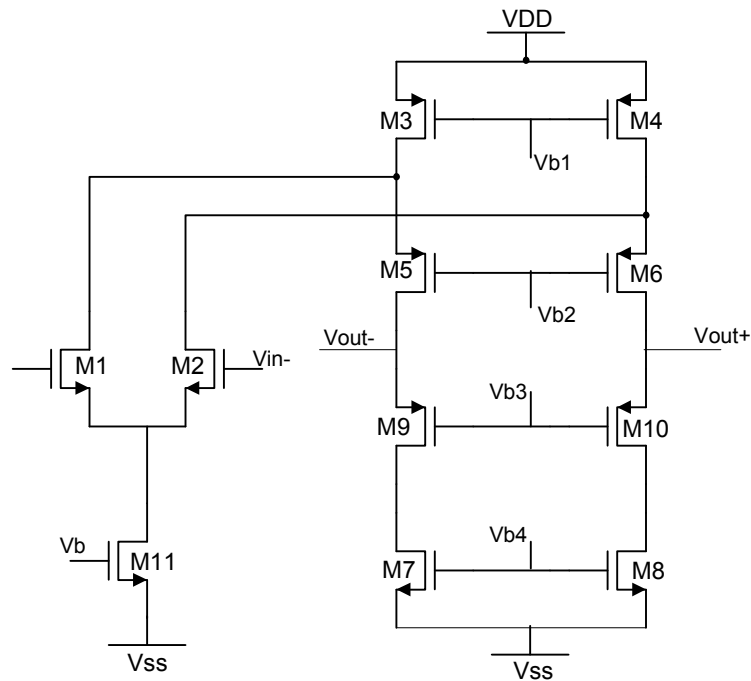 VDD
M3
M4
Vb1
M5
M6
Vb2
Vout-
Vout+
M1
M2
Vin-
Vb3
M9
M10
Vb
M11
Vb4
M7
M8
Vss
Vss